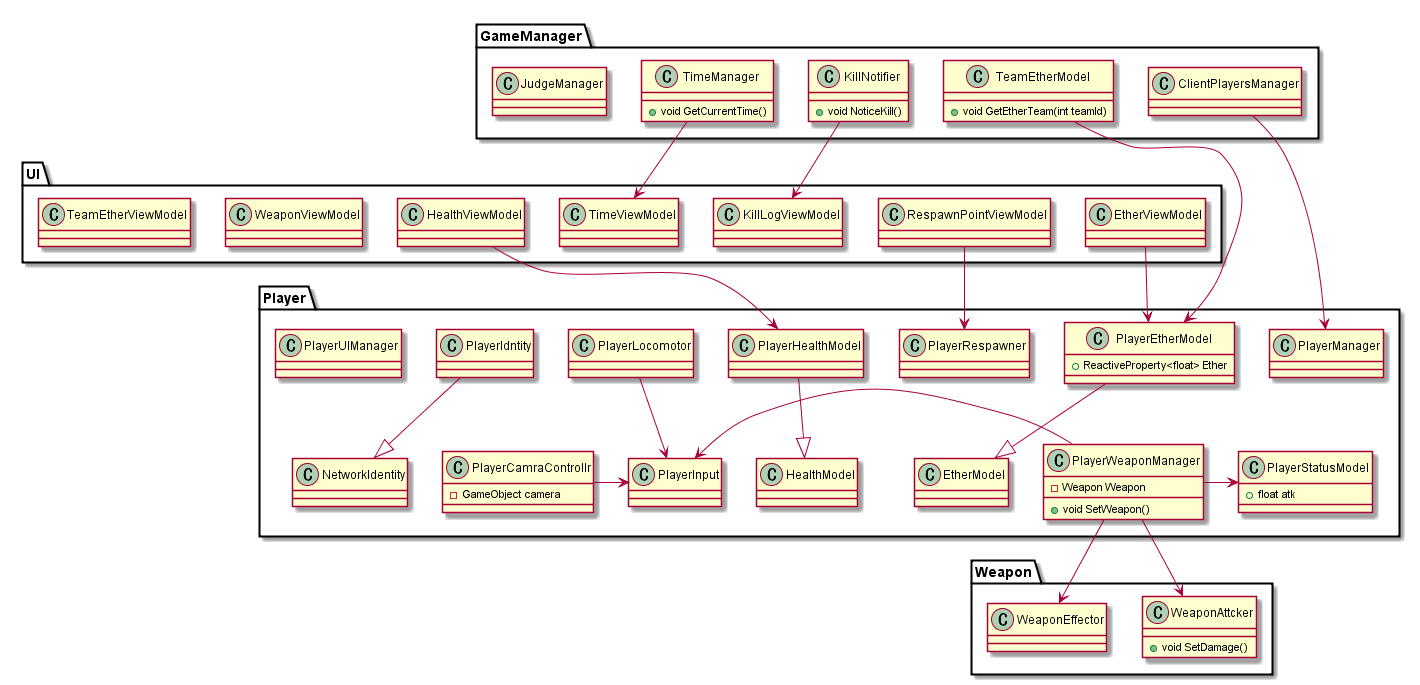 GameManager
C JudgeManager
C TimeManager
void GetCurrentTime()
C KillNotifier
void NoticeKill()
C TeamEtherModel
void GetEtherTeam(int teamId)
C ClientPlayersManager
UI
C TeamEtherViewModel
C WeaponViewModel
C HealthViewModel
C TimeViewModel
C KillLogViewModel
C RespawnPointViewModel
C EtherViewModel
Player
C PlayerUIManager
C PlayerIdntity
C PlayerLocomotor
C PlayerHealthModel
C PlayerRespawner
C PlayerEtherModel
ReactiveProperty<float> Ether
C PlayerManager
C NetworkIdentity
C PlayerCamraControllr
GameObject camera
C PlayerInput
C HealthModel
C EtherModel
C PlayerWeaponManager
Weapon Weapon
void SetWeapon()
C PlayerStatusModel
float atk
Weapon
C WeaponEffector
C WeaponAttcker
void SetDamage()